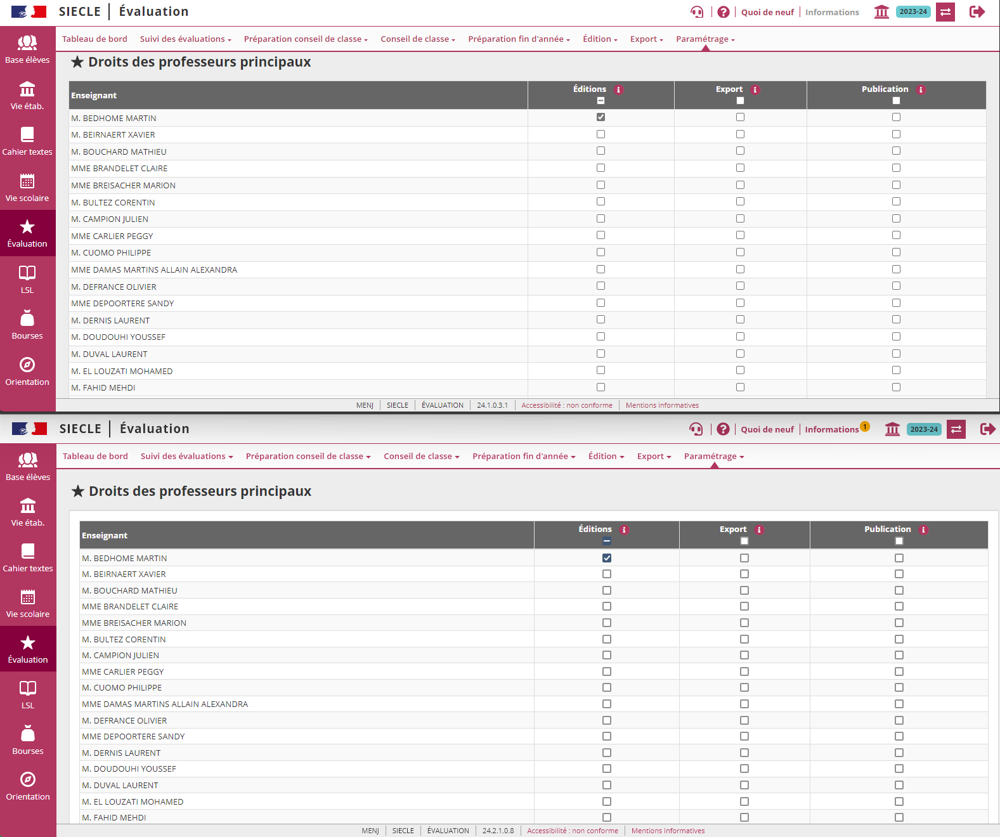 SIECLE | Évaluation
Quoi de neuf | Informations 2023-24
Base élèves
Vie étab.
Cahier textes
Vie scolaire
Évaluation
LSL
Bourses
Orientation
Tableau de bord Suivi des évaluations Préparation conseil de classe Conseil de classe Préparation fin d'année Édition Export Paramétrage
Droits des professeurs principaux
Enseignant Éditions Export Publication
M. BEDHOME MARTIN
M. BEIRNAERT XAVIER
M. BOUCHARD MATHIEU
MME BRANDELET CLAIRE
MME BREISACHER MARION
M. BULTEZ CORENTIN
M. CAMPION JULIEN
MME CARLIER PEGGY
M. CUOMO PHILIPPE
MME DAMAS MARTINS ALLAIN ALEXANDRA
M. DEFRANCE OLIVIER
MME DEPOORTERE SANDY
M. DERNIS LAURENT
M. DOUDOUHI YOUSSEF
M. DUVAL LAURENT
M. EL LOUZATI MOHAMED
M. FAHID MEHDI
MENJ | SIECLE | ÉVALUATION | 24.1.0.3.1 | Accessibilité : non conforme | Mentions informatives
SIECLE | Évaluation
Quoi de neuf | Informations 1 2023-24
Base élèves
Vie étab.
Cahier textes
Vie scolaire
Évaluation
LSL
Bourses
Orientation
Tableau de bord Suivi des évaluations Préparation conseil de classe Conseil de classe Préparation fin d'année Édition Export Paramétrage
Droits des professeurs principaux
Enseignant Éditions Export Publication
M. BEDHOME MARTIN
M. BEIRNAERT XAVIER
M. BOUCHARD MATHIEU
MME BRANDELET CLAIRE
MME BREISACHER MARION
M. BULTEZ CORENTIN
M. CAMPION JULIEN
MME CARLIER PEGGY
M. CUOMO PHILIPPE
MME DAMAS MARTINS ALLAIN ALEXANDRA
M. DEFRANCE OLIVIER
MME DEPOORTERE SANDY
M. DERNIS LAURENT
M. DOUDOUHI YOUSSEF
M. DUVAL LAURENT
M. EL LOUZATI MOHAMED
M. FAHID MEHDI
MENJ | SIECLE | ÉVALUATION | 24.2.1.0.8 | Accessibilité : non conforme | Mentions informatives